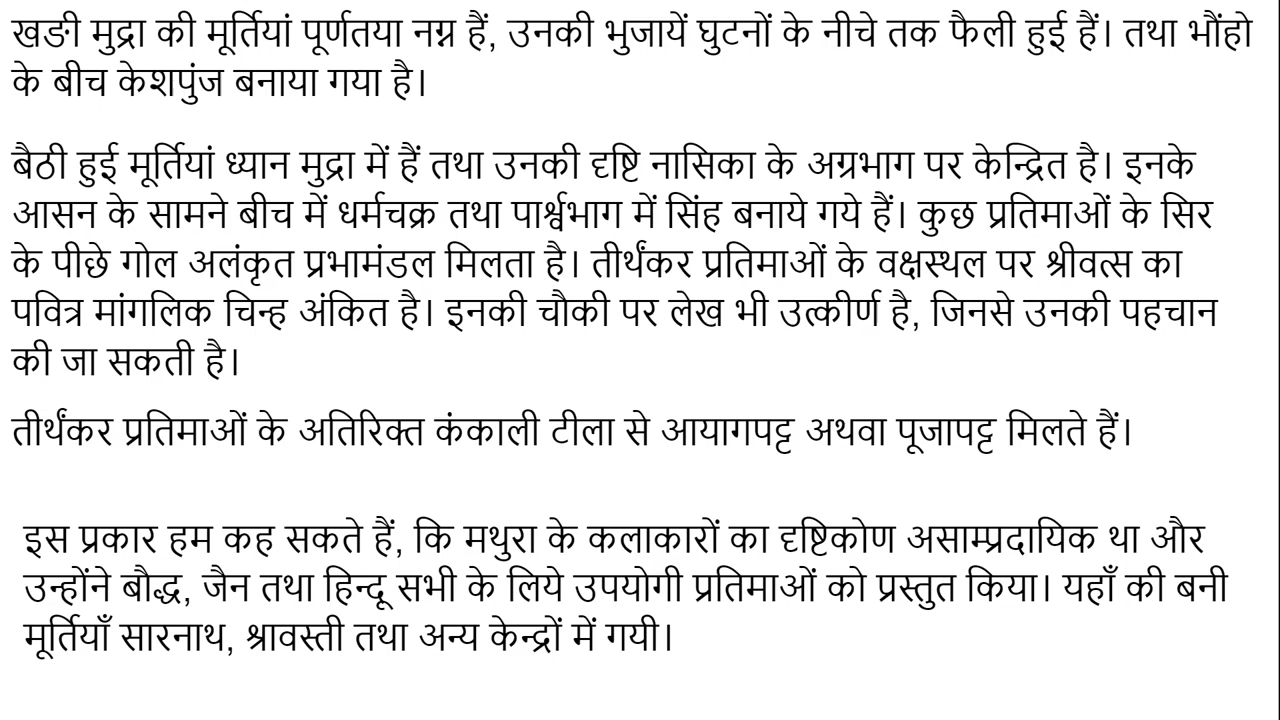 खङी मुद्रा की मूर्तियां पूर्णतया नग्न हैं, उनकी भुजायें घुटनों के नीचे तक फैली हुई हैं। तथा भौंहो
के बीच केशपुंज बनाया गया है।
बैठी हुई मूर्तियां ध्यान मुद्रा में हैं तथा उनकी दृष्टि नासिका के अग्रभाग पर केन्द्रित है। इनके
आसन के सामने बीच में धर्मचक्र तथा पार्श्वभाग में सिंह बनाये गये हैं। कुछ प्रतिमाओं के सिर
के पीछे गोल अलंकृत प्रभामंडल मिलता है। तीर्थंकर प्रतिमाओं के वक्षस्थल पर श्रीवत्स का
पवित्र मांगलिक चिन्ह अंकित है। इनकी चौकी पर लेख भी उत्कीर्ण है, जिनसे उनकी पहचान
की जा सकती है।
तीर्थंकर प्रतिमाओं के अतिरिक्त कंकाली टीला से आयागपट्ट अथवा पूजापट्ट मिलते हैं।
इस प्रकार हम कह सकते हैं, कि मथुरा के कलाकारों का दृष्टिकोण असाम्प्रदायिक था और
उन्होंने बौद्ध, जैन तथा हिन्दू सभी के लिये उपयोगी प्रतिमाओं को प्रस्तुत किया। यहाँ की बनी
मूर्तियाँ सारनाथ, श्रावस्ती तथा अन्य केन्द्रों में गयी।